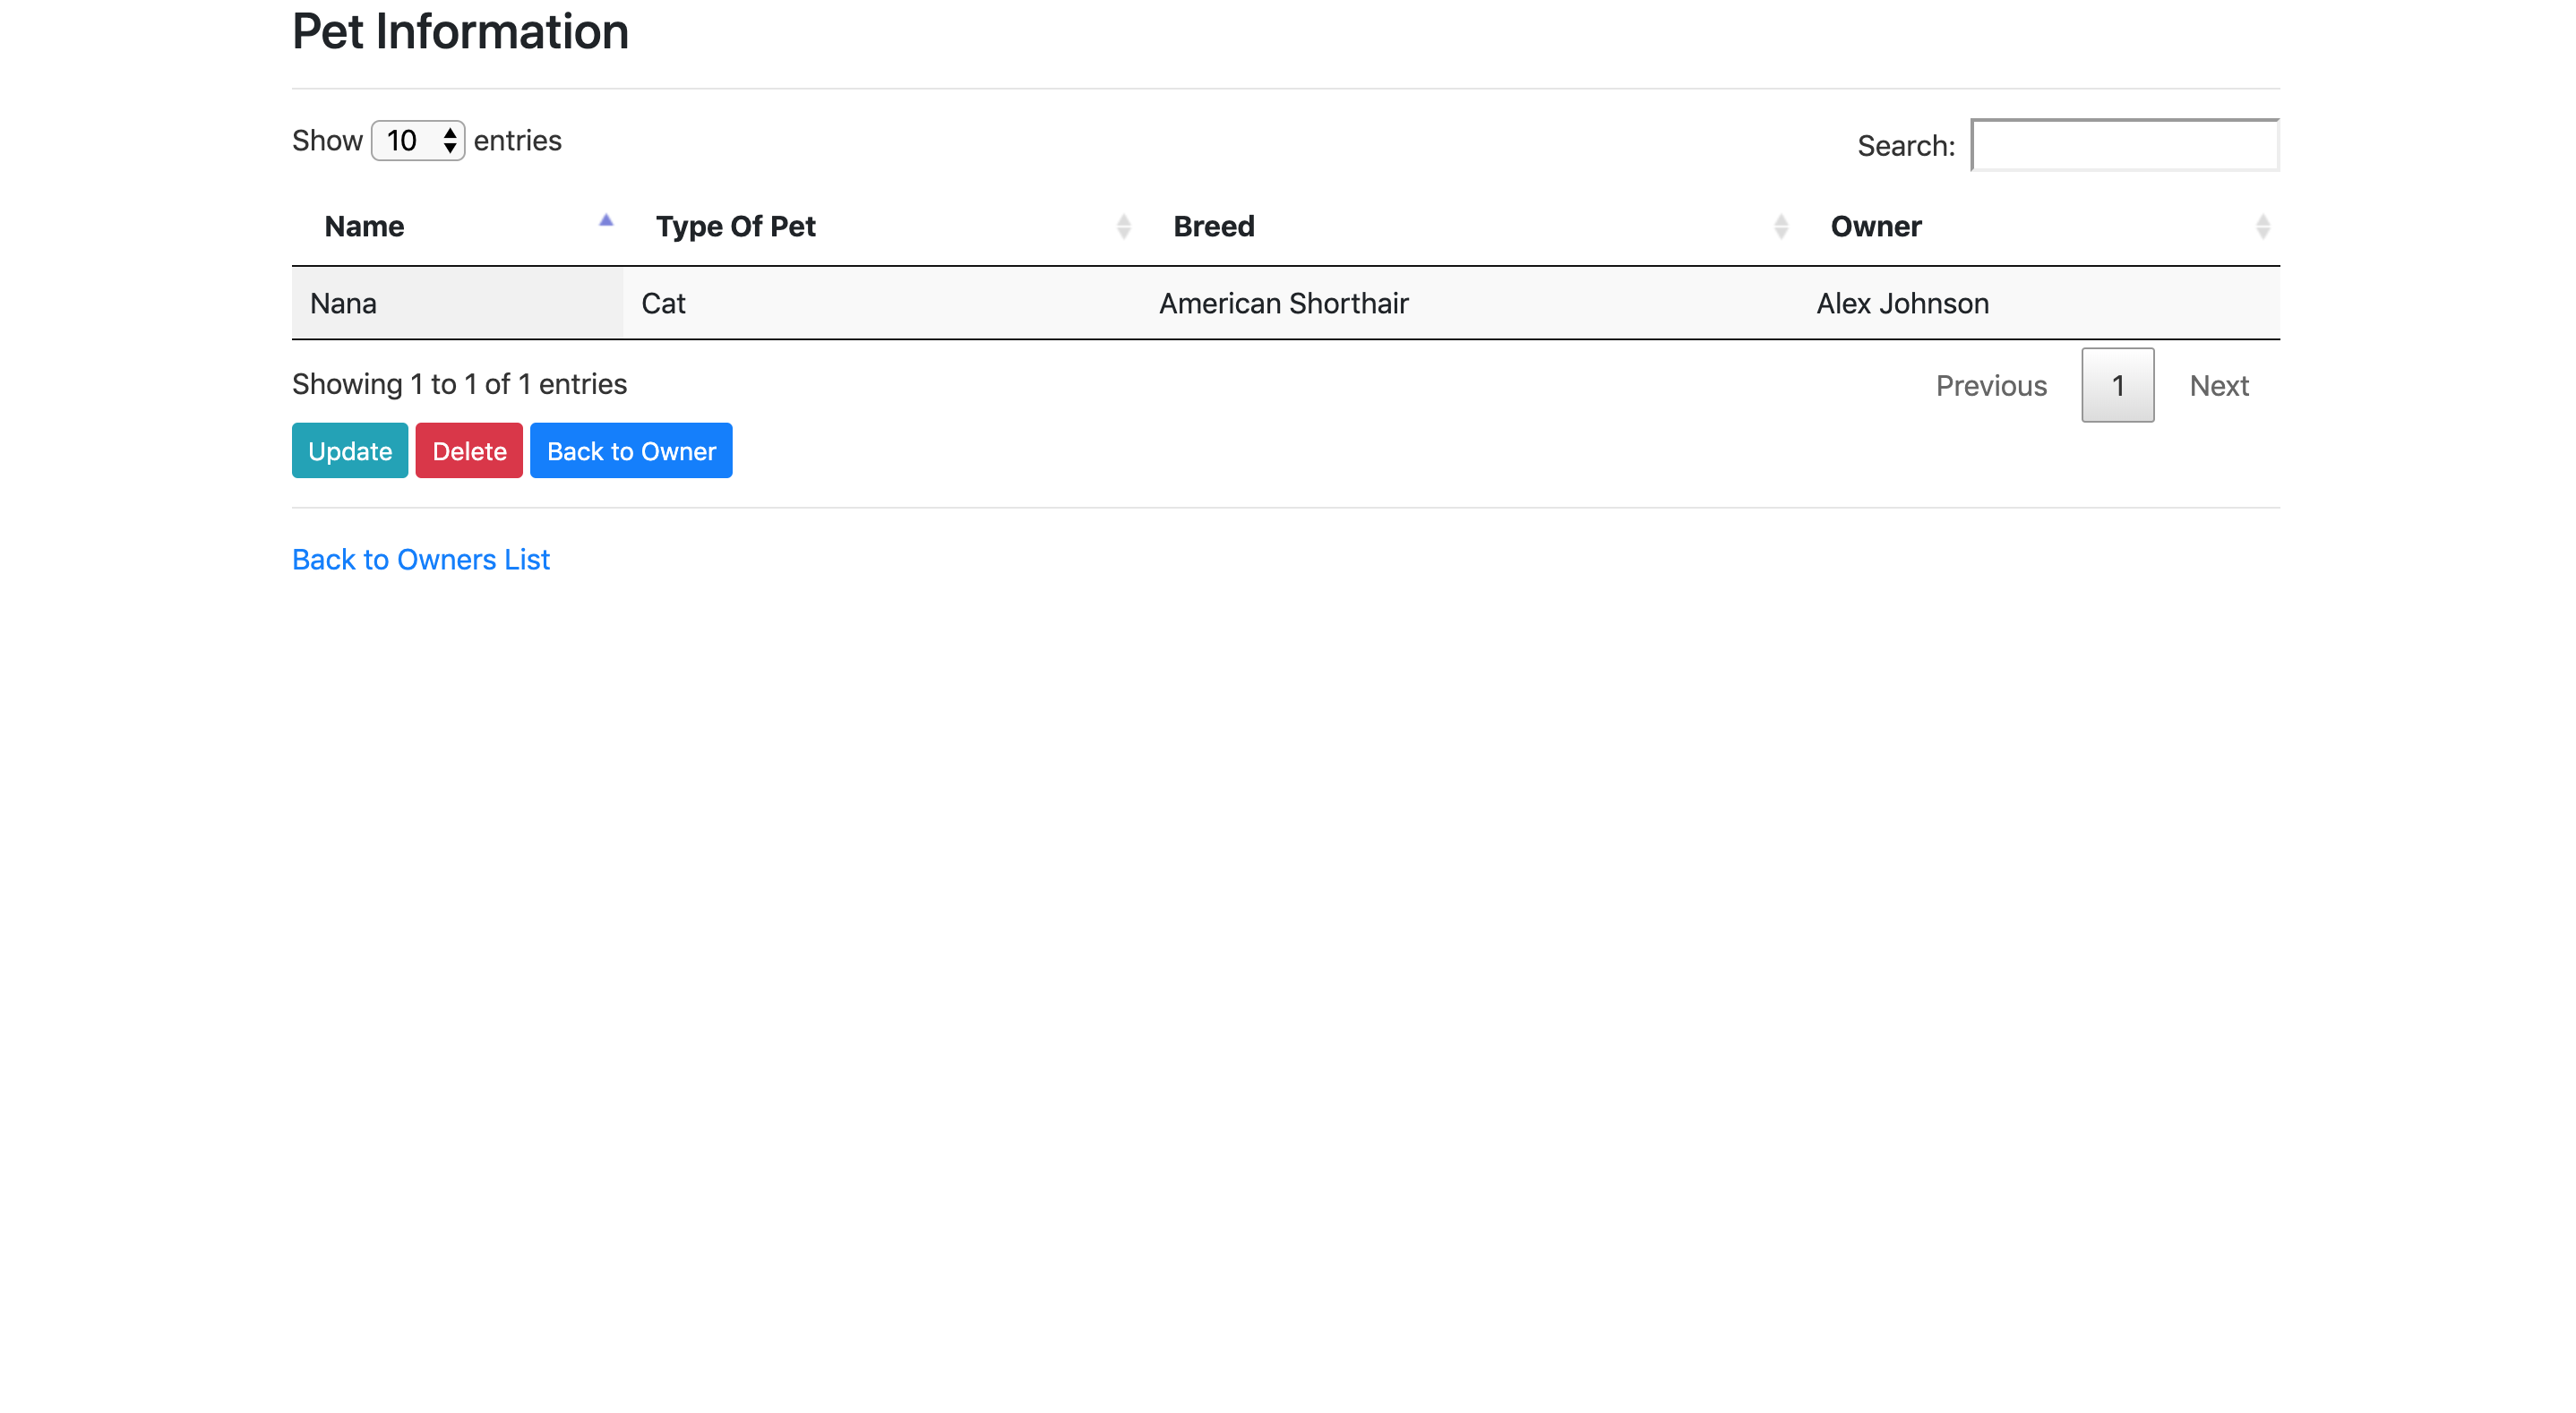 Pet Information
Show 10 entries
Search:
Name Type Of Pet Breed Owner
Nana Cat American Shorthair Alex Johnson
Showing 1 to 1 of 1 entries
Previous 1 Next
Update Delete Back to Owner
Back to Owners List